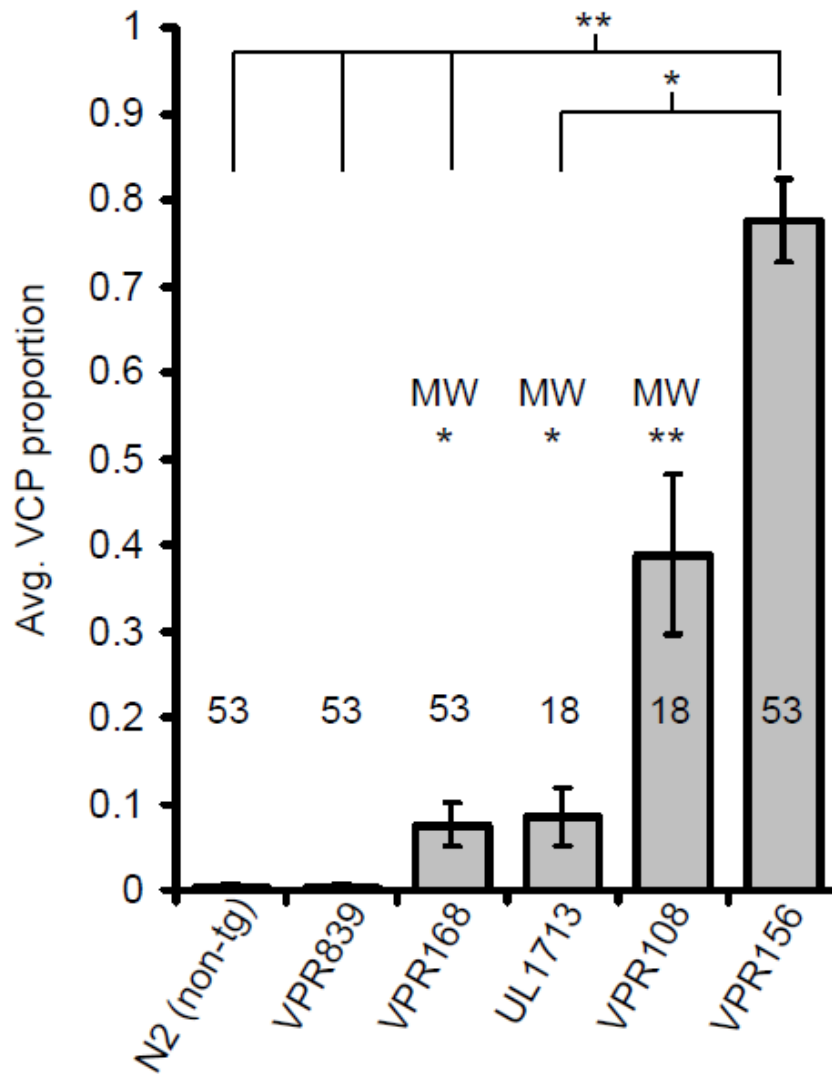 1
**
0.9
*
0.8
0.7
0.6
MW MW MW
* * **
0.5
0.4
0.3
0.2
53 53 53 18 18 53
0.1
0
Avg. VCP proportion
N2 (non-tg)
VPR839
VPR168
UL1713
VPR108
VPR156